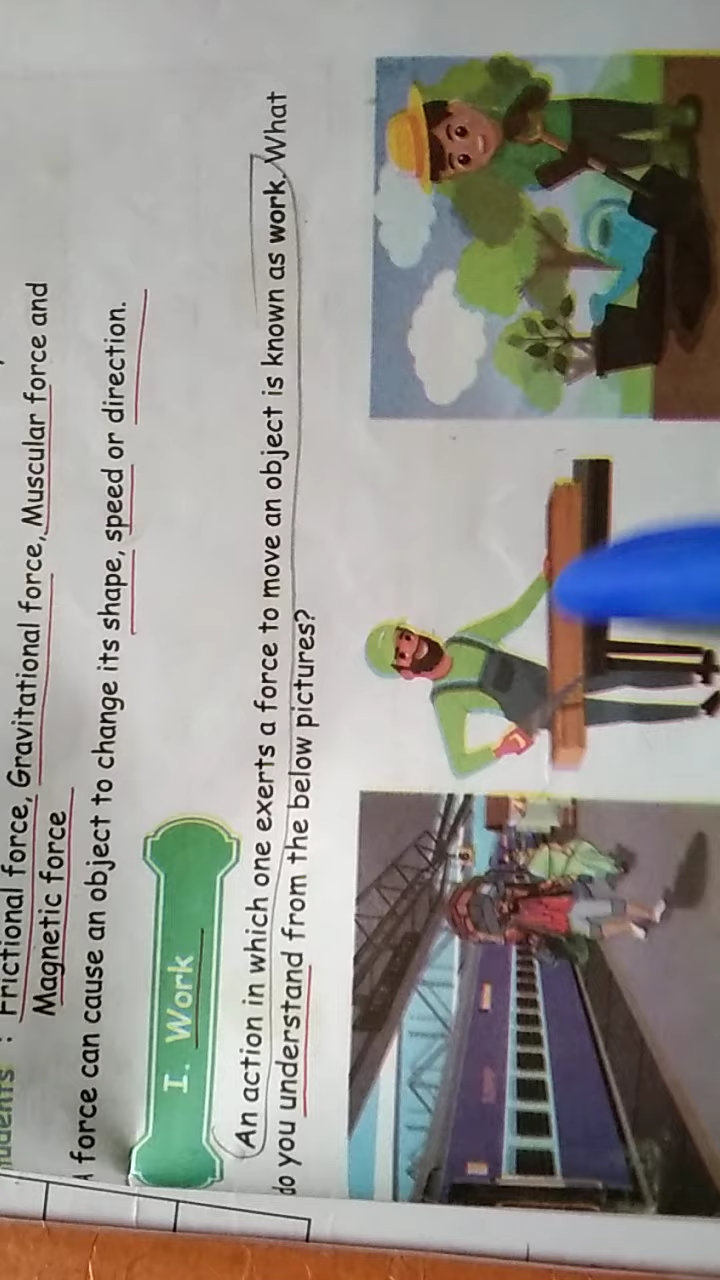 : Frictional force, Gravitational force, Muscular force and
Magnetic force
force can cause an object to change its shape, speed or direction.
I. Work
An action in which one exerts a force to move an object is known as work. What
do you understand from the below pictures?